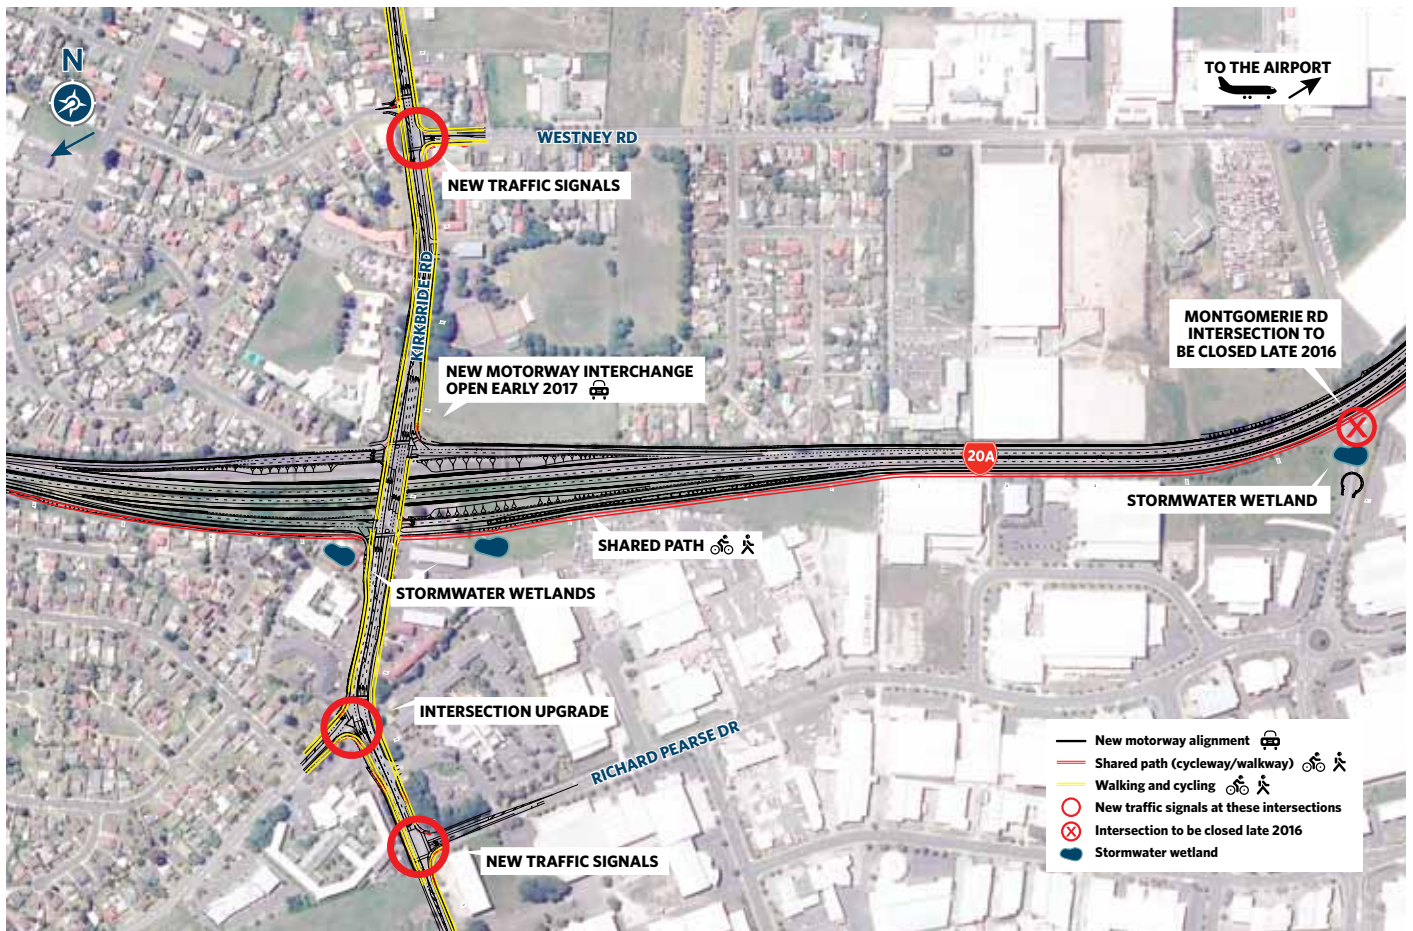 N
TO THE AIRPORT
WESTNEY RD
NEW TRAFFIC SIGNALS
KIRKBRIDE RD
MONTGOMERIE RD
INTERSECTION TO
BE CLOSED LATE 2016
NEW MOTORWAY INTERCHANGE
OPEN EARLY 2017
20A
STORMWATER WETLAND
SHARED PATH
STORMWATER WETLANDS
INTERSECTION UPGRADE
RICHARD PEARSE DR
NEW TRAFFIC SIGNALS
New motorway alignment
Shared path (cycleway/walkway)
Walking and cycling
New traffic signals at these intersections
X Intersection to be closed late 2016
Stormwater wetland